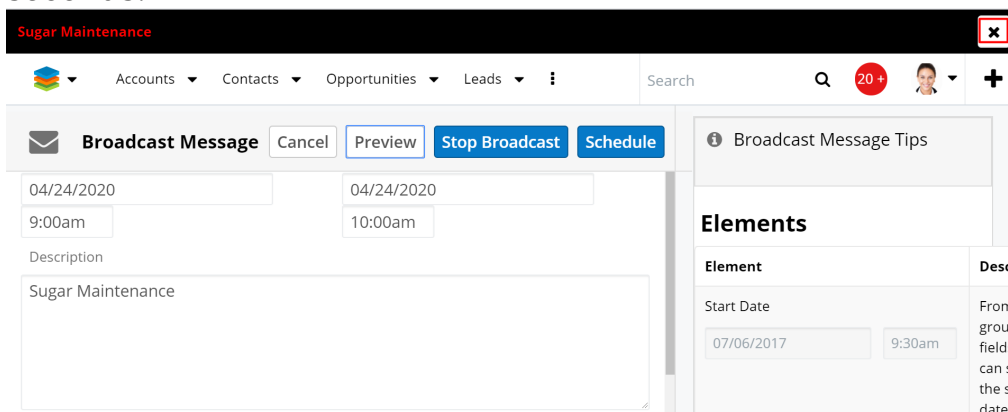 Sugar Maintenance
Accounts Contacts Opportunities Leads Search 20 +
Broadcast Message Cancel Preview Stop Broadcast Schedule
04/24/2020 04/24/2020
9:00am 10:00am
Description
Sugar Maintenance
Broadcast Message Tips
Elements
Element
Start Date
07/06/2017 9:30am
can
the